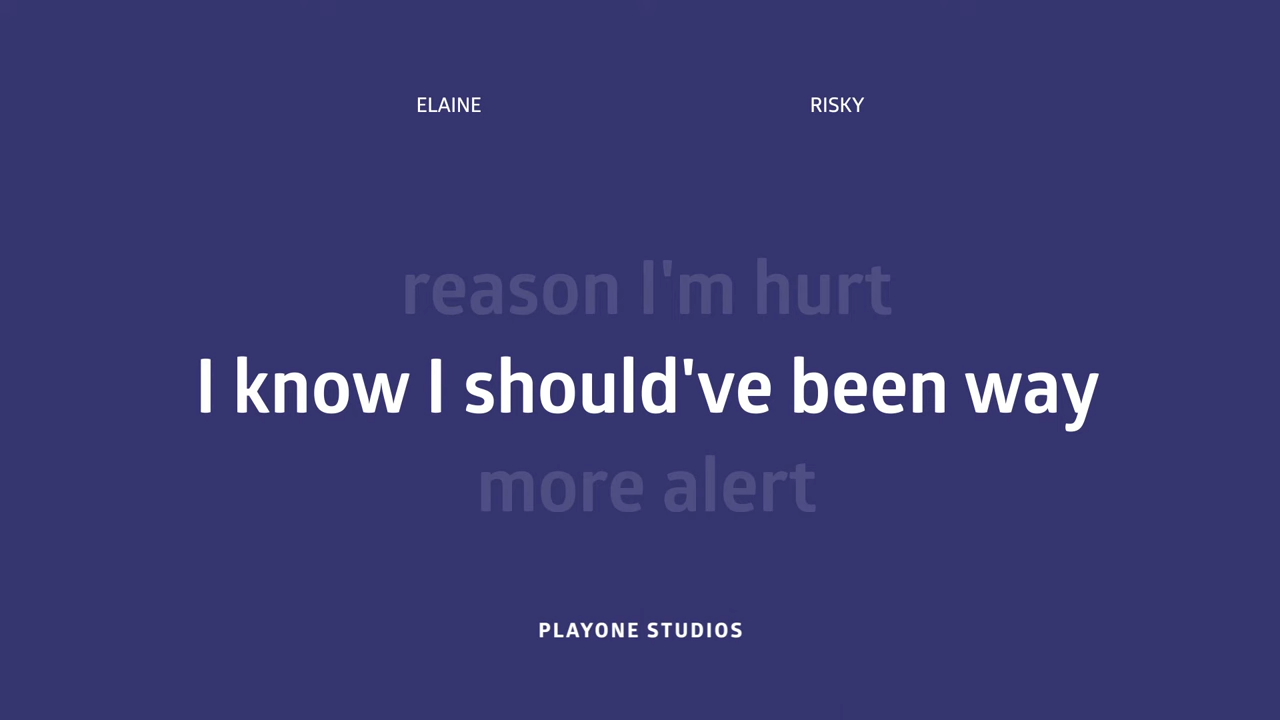 ELAINE RISKY
reason I'm hurt
I know I should've been way
more alert
PLAYONE STUDIOS